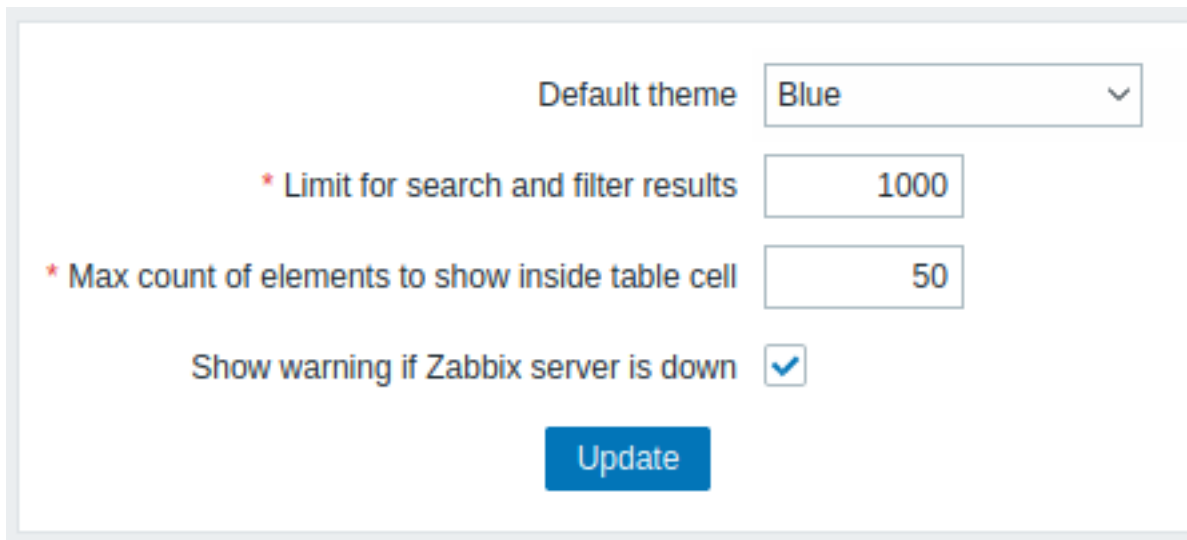 Default theme Blue
* Limit for search and filter results 1000
* Max count of elements to show inside table cell 50
Show warning if Zabbix server is down
Update